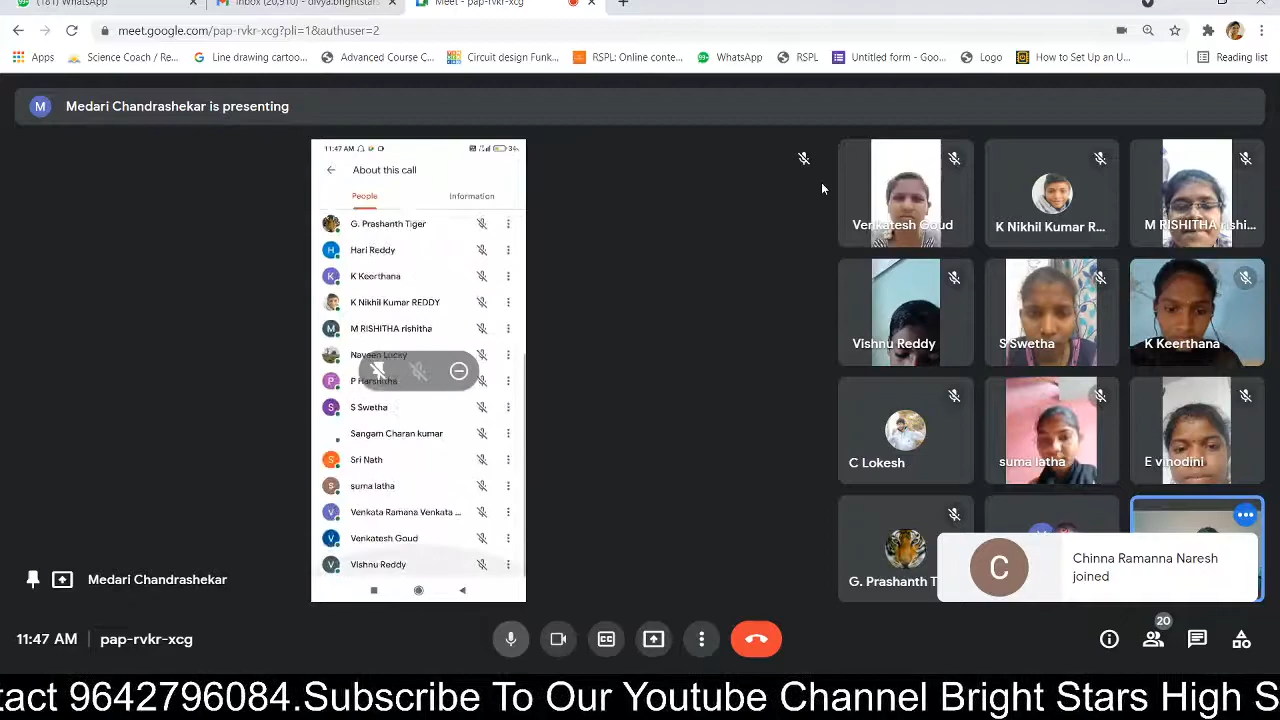 (181) WhatsApp
Inbox (20,910) - divya.brightstar
Meet - pap-rvkr-xcg
meet.google.com/pap-rvkr-xcg?pli=1&authuser=2
Apps
Science Coach / Re...
Line drawing cartoo...
Advanced Course C...
Circuit design Funk...
RSPL: Online conte...
WhatsApp
RSPL
Untitled form - Goo...
Logo
How to Set Up an U...
Reading list
M
Medari Chandrashekar is presenting
11:47 AM
About this call
People
Information
G. Prashanth Tiger
H
Hari Reddy
K
K Keerthana
K Nikhil Kumar REDDY
M
M RISHITHA rishitha
Naveen Lucky
P
P Harshitha
S
S Swetha
Sangam Charan kumar
S
Sri Nath
S
suma latha
V
Venkata Ramana Venkata ...
V
Venkatesh Goud
V
Vishnu Reddy
Venkatesh Goud
K Nikhil Kumar R...
M RISHITHA rishi...
Vishnu Reddy
S Swetha
K Keerthana
C Lokesh
suma latha
E vinodini
G. Prashanth T
C
Chinna Ramanna Naresh
joined
Medari Chandrashekar
11:47 AM
pap-rvkr-xcg
20
tact 9642796084.Subscribe To Our Youtube Channel Bright Stars High S